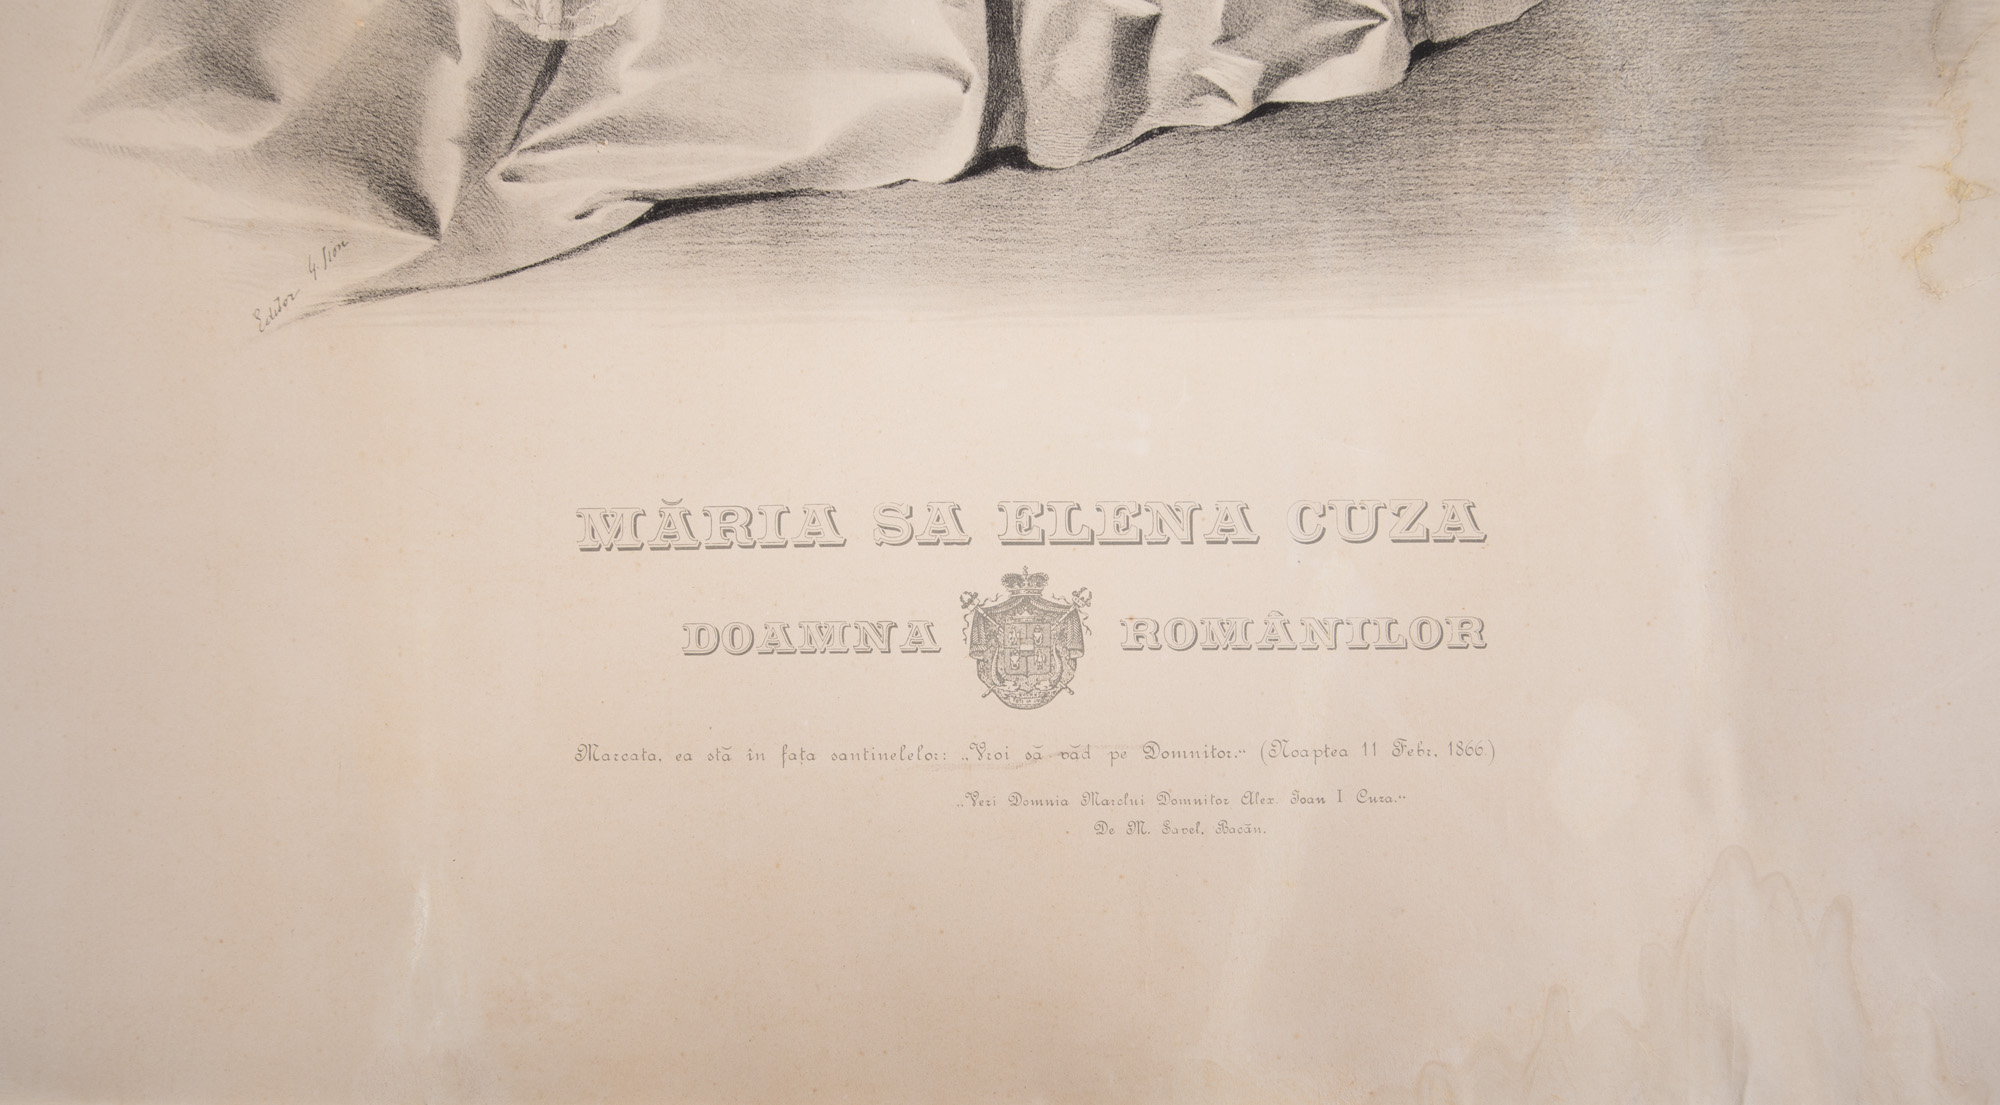 Editor G. Ion
MĂRIA SA ELENA CUZA
DOAMNA ROMÂNILOR
Marcata, ea stă în fața santinelelor: „Vroi să văd pe Domnitor.“ (Noaptea 11 Febr. 1866.)
„Vezi Domnia Marelui Domnitor Alex. Ioan I Cuza.“
De M. Savel, Bacău.